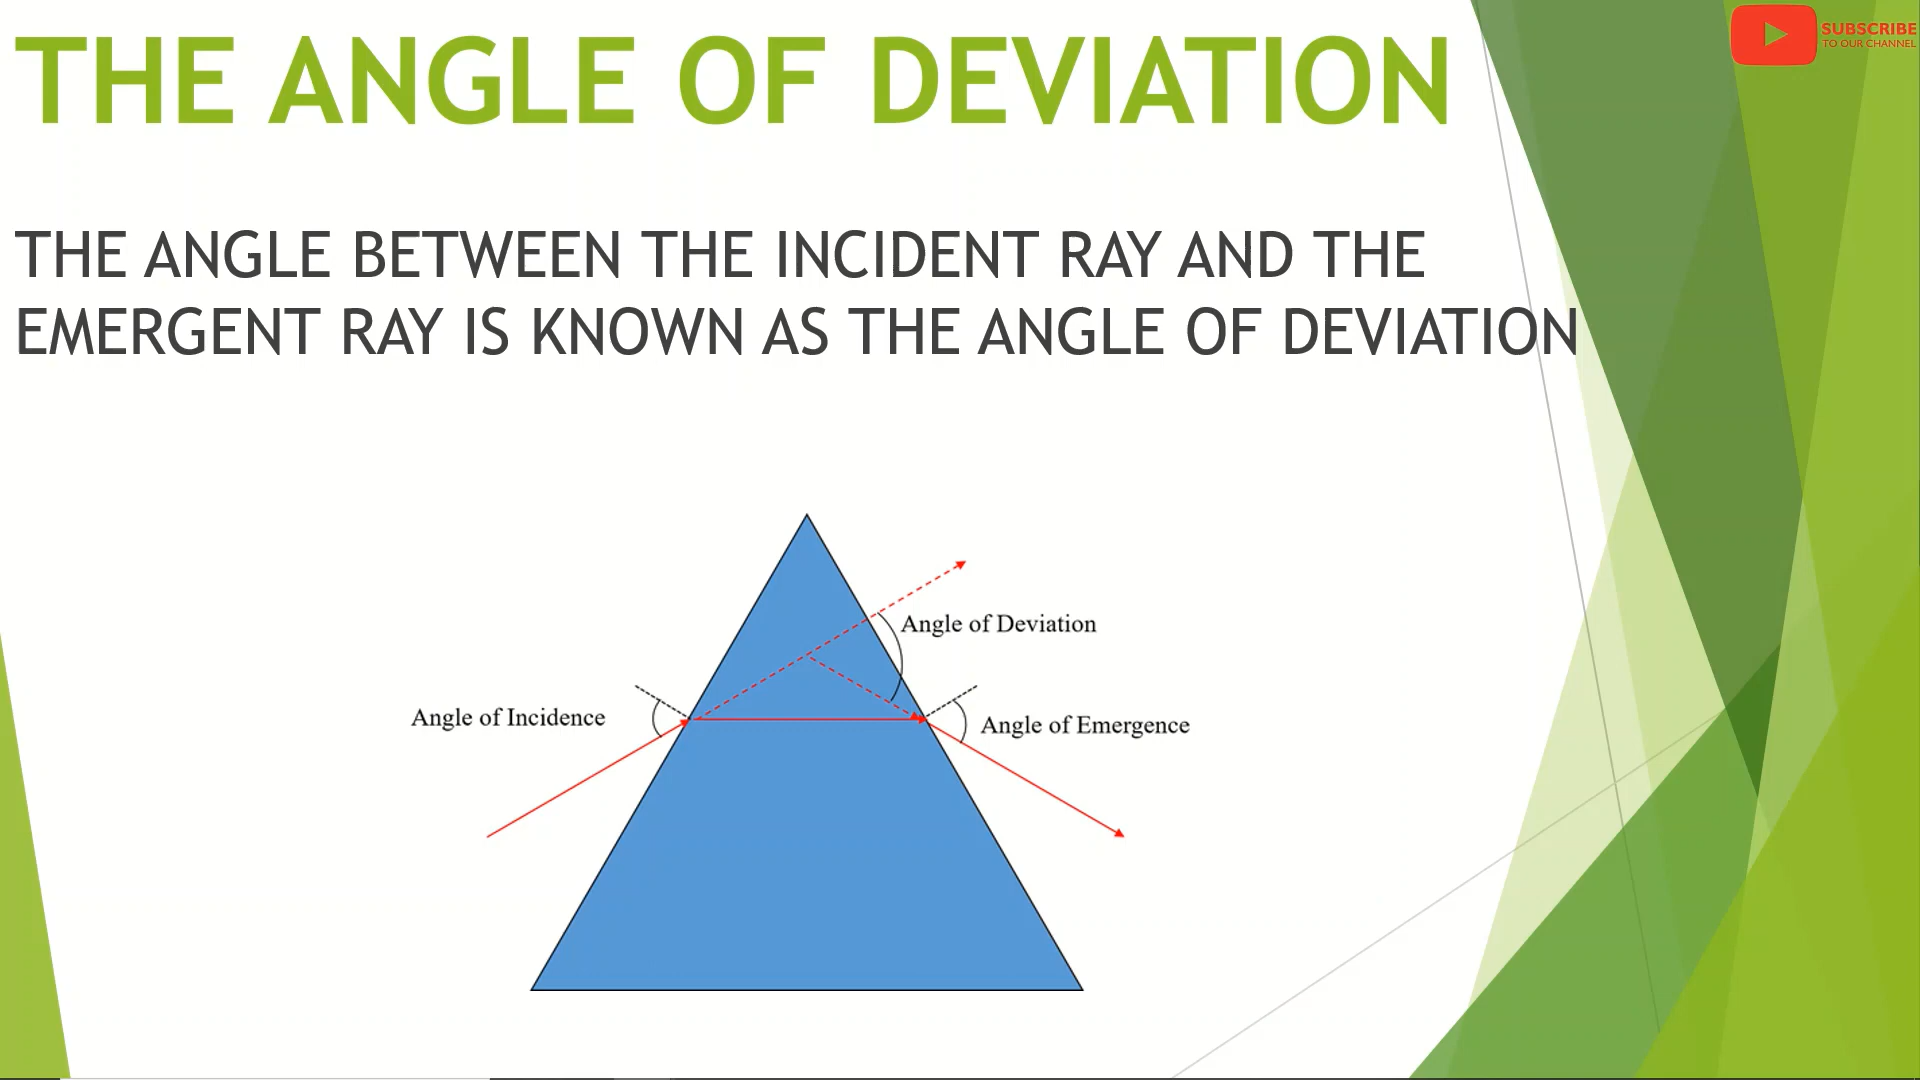 THE ANGLE OF DEVIATION
SUBSCRIBE
TO OUR CHANNEL
THE ANGLE BETWEEN THE INCIDENT RAY AND THE
EMERGENT RAY IS KNOWN AS THE ANGLE OF DEVIATION
Angle of Deviation
Angle of Incidence
Angle of Emergence